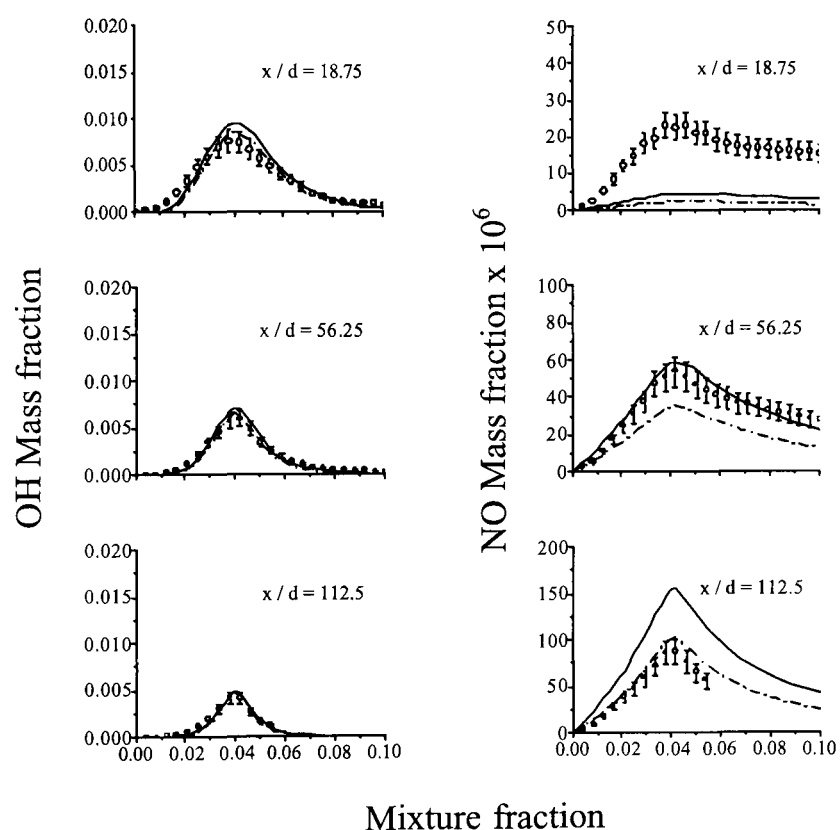 OH Mass fraction
0.020
0.015
0.010
0.005
0.000
x / d = 18.75
0.020
0.015
0.010
0.005
0.000
x / d = 56.25
0.020
0.015
0.010
0.005
0.000
x / d = 112.5
0.00 0.02 0.04 0.06 0.08 0.10
NO Mass fraction x 10⁶
50
40
30
20
10
0
x / d = 18.75
100
80
60
40
20
0
x / d = 56.25
200
150
100
50
0
x / d = 112.5
0.00 0.02 0.04 0.06 0.08 0.10
Mixture fraction